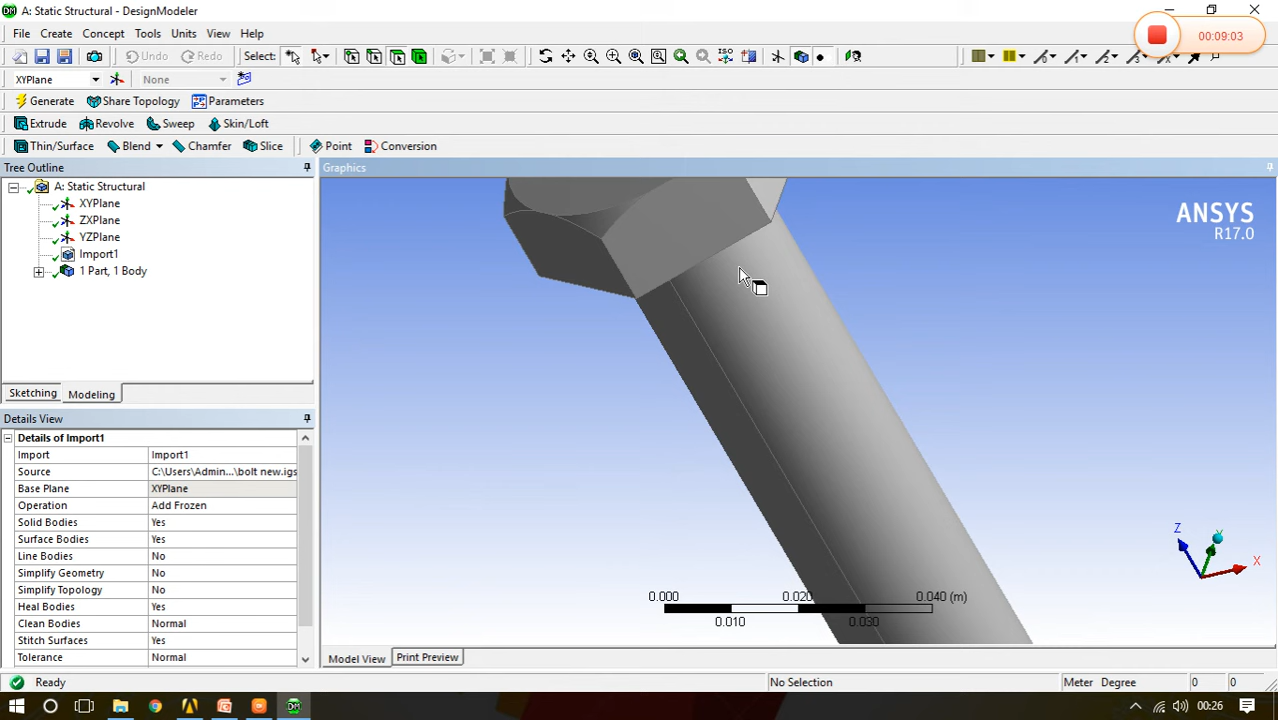 A: Static Structural - DesignModeler
00:09:03
File Create Concept Tools Units View Help
Undo Redo Select:
XYPlane None
Generate Share Topology Parameters
Extrude Revolve Sweep Skin/Loft
Thin/Surface Blend Chamfer Slice Point Conversion
Tree Outline
A: Static Structural
XYPlane
ZXPlane
YZPlane
Import1
1 Part, 1 Body
Sketching Modeling
Details View
Details of Import1
Import Import1
Source C:\Users\Admin...\bolt new.igs
Base Plane XYPlane
Operation Add Frozen
Solid Bodies Yes
Surface Bodies Yes
Line Bodies No
Simplify Geometry No
Simplify Topology No
Heal Bodies Yes
Clean Bodies Normal
Stitch Surfaces Yes
Tolerance Normal
Graphics
ANSYS
R17.0
Z
Y
X
0.000 0.020 0.040 (m)
0.010 0.030
Model View Print Preview
Ready No Selection Meter Degree 0 0
00:26